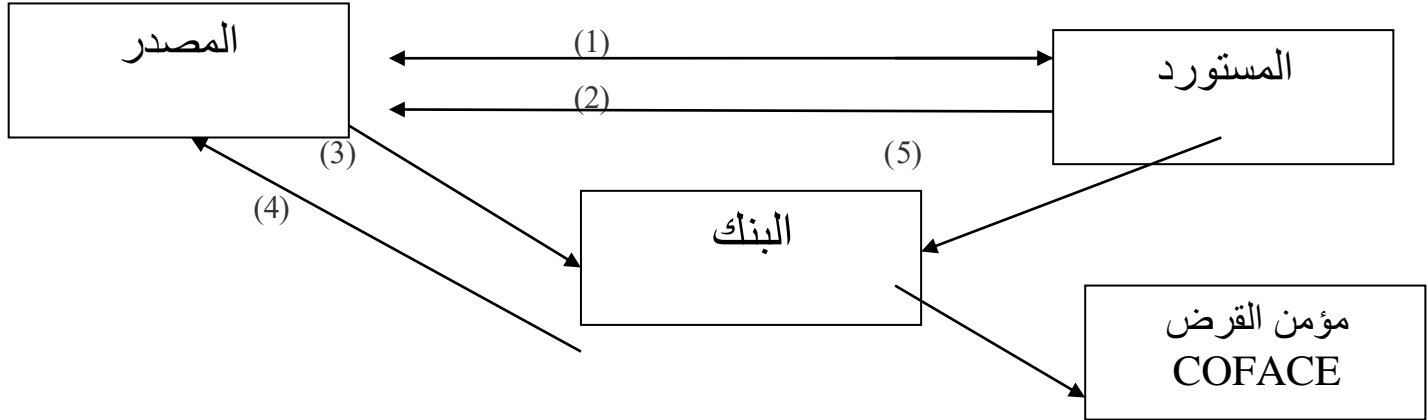 المصدر
(1)
المستورد
(2)
(3)
(5)
(4)
البنك
مؤمن القرض
COFACE